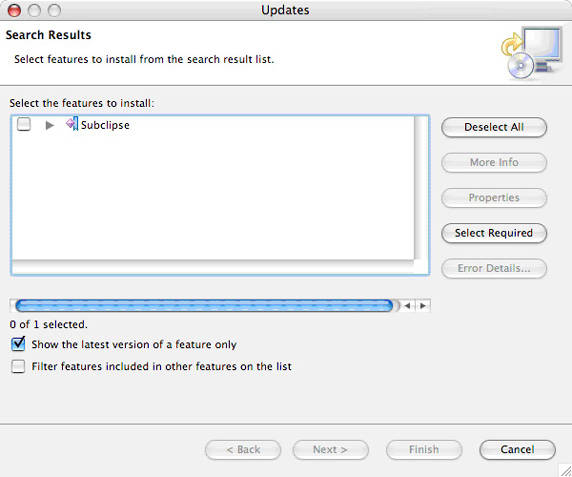 Updates
Search Results
Select features to install from the search result list.
Select the features to install:
Subclipse
Deselect All
More Info
Properties
Select Required
Error Details...
0 of 1 selected.
Show the latest version of a feature only
Filter features included in other features on the list
< Back
Next >
Finish
Cancel